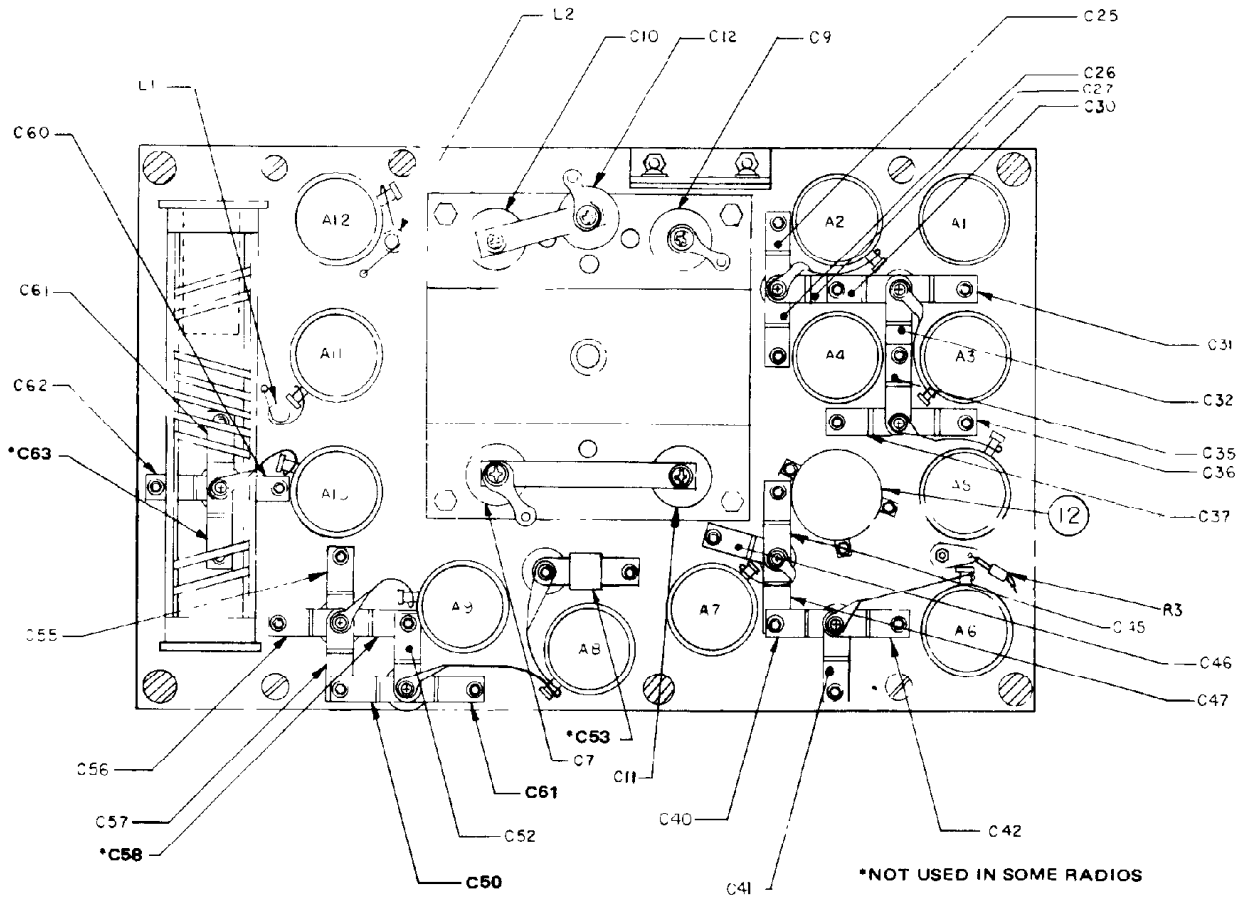 L2
C25
C10
C12
C9
C26
C27
C30
L1
C60
A12
A2
A1
C61
A11
A4
A3
C31
C62
C32
*C63
C35
C36
A10
A5
12
C37
C55
A9
A8
A7
A6
R3
C45
C46
C47
*C53
C56
C7
C11
C61
C57
C52
C40
C42
*C58
C50
C41
*NOT USED IN SOME RADIOS